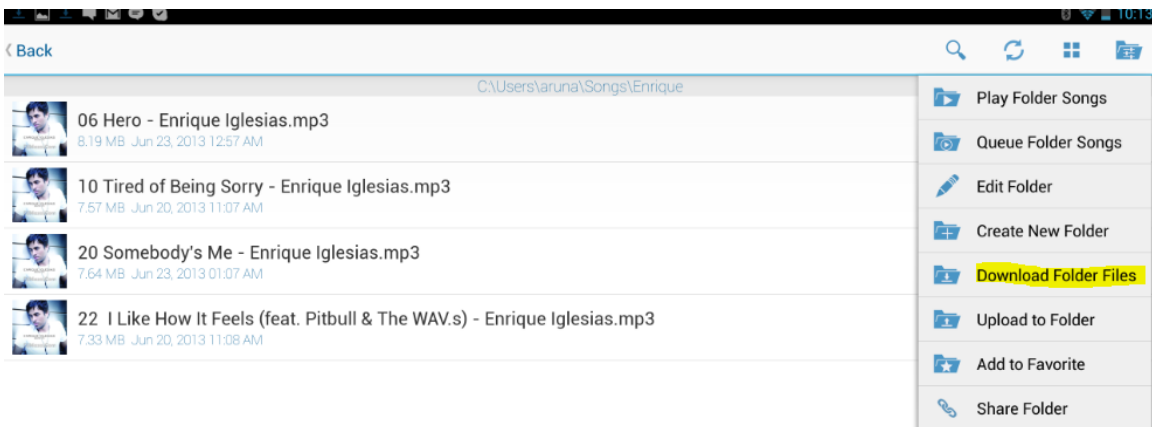 10:13
Back
C:\Users\aruna\Songs\Enrique
06 Hero - Enrique Iglesias.mp3
8.19 MB Jun 23, 2013 12:57 AM
10 Tired of Being Sorry - Enrique Iglesias.mp3
7.57 MB Jun 20, 2013 11:07 AM
20 Somebody's Me - Enrique Iglesias.mp3
7.64 MB Jun 23, 2013 01:07 AM
22 I Like How It Feels (feat. Pitbull & The WAV.s) - Enrique Iglesias.mp3
7.33 MB Jun 20, 2013 11:08 AM
Play Folder Songs
Queue Folder Songs
Edit Folder
Create New Folder
Download Folder Files
Upload to Folder
Add to Favorite
Share Folder